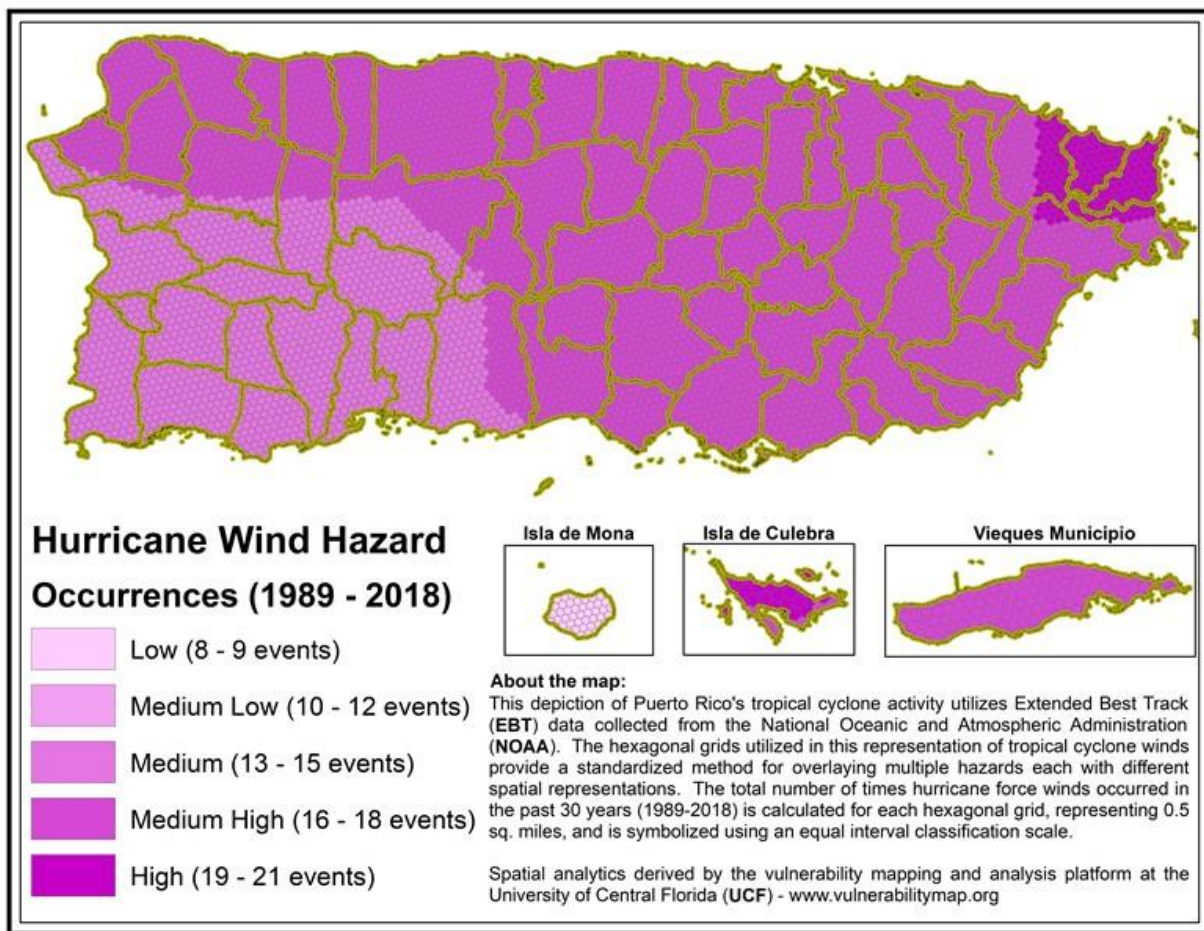 Hurricane Wind Hazard
Occurrences (1989 - 2018)
Low (8 - 9 events)
Medium Low (10 - 12 events)
Medium (13 - 15 events)
Medium High (16 - 18 events)
High (19 - 21 events)
Isla de Mona
Isla de Culebra
Vieques Municipio
About the map:
This depiction of Puerto Rico's tropical cyclone activity utilizes Extended Best Track
(EBT) data collected from the National Oceanic and Atmospheric Administration
(NOAA). The hexagonal grids utilized in this representation of tropical cyclone winds
provide a standardized method for overlaying multiple hazards each with different
spatial representations. The total number of times hurricane force winds occurred in
the past 30 years (1989-2018) is calculated for each hexagonal grid, representing 0.5
sq. miles, and is symbolized using an equal interval classification scale.
Spatial analytics derived by the vulnerability mapping and analysis platform at the
University of Central Florida (UCF) - www.vulnerabilitymap.org